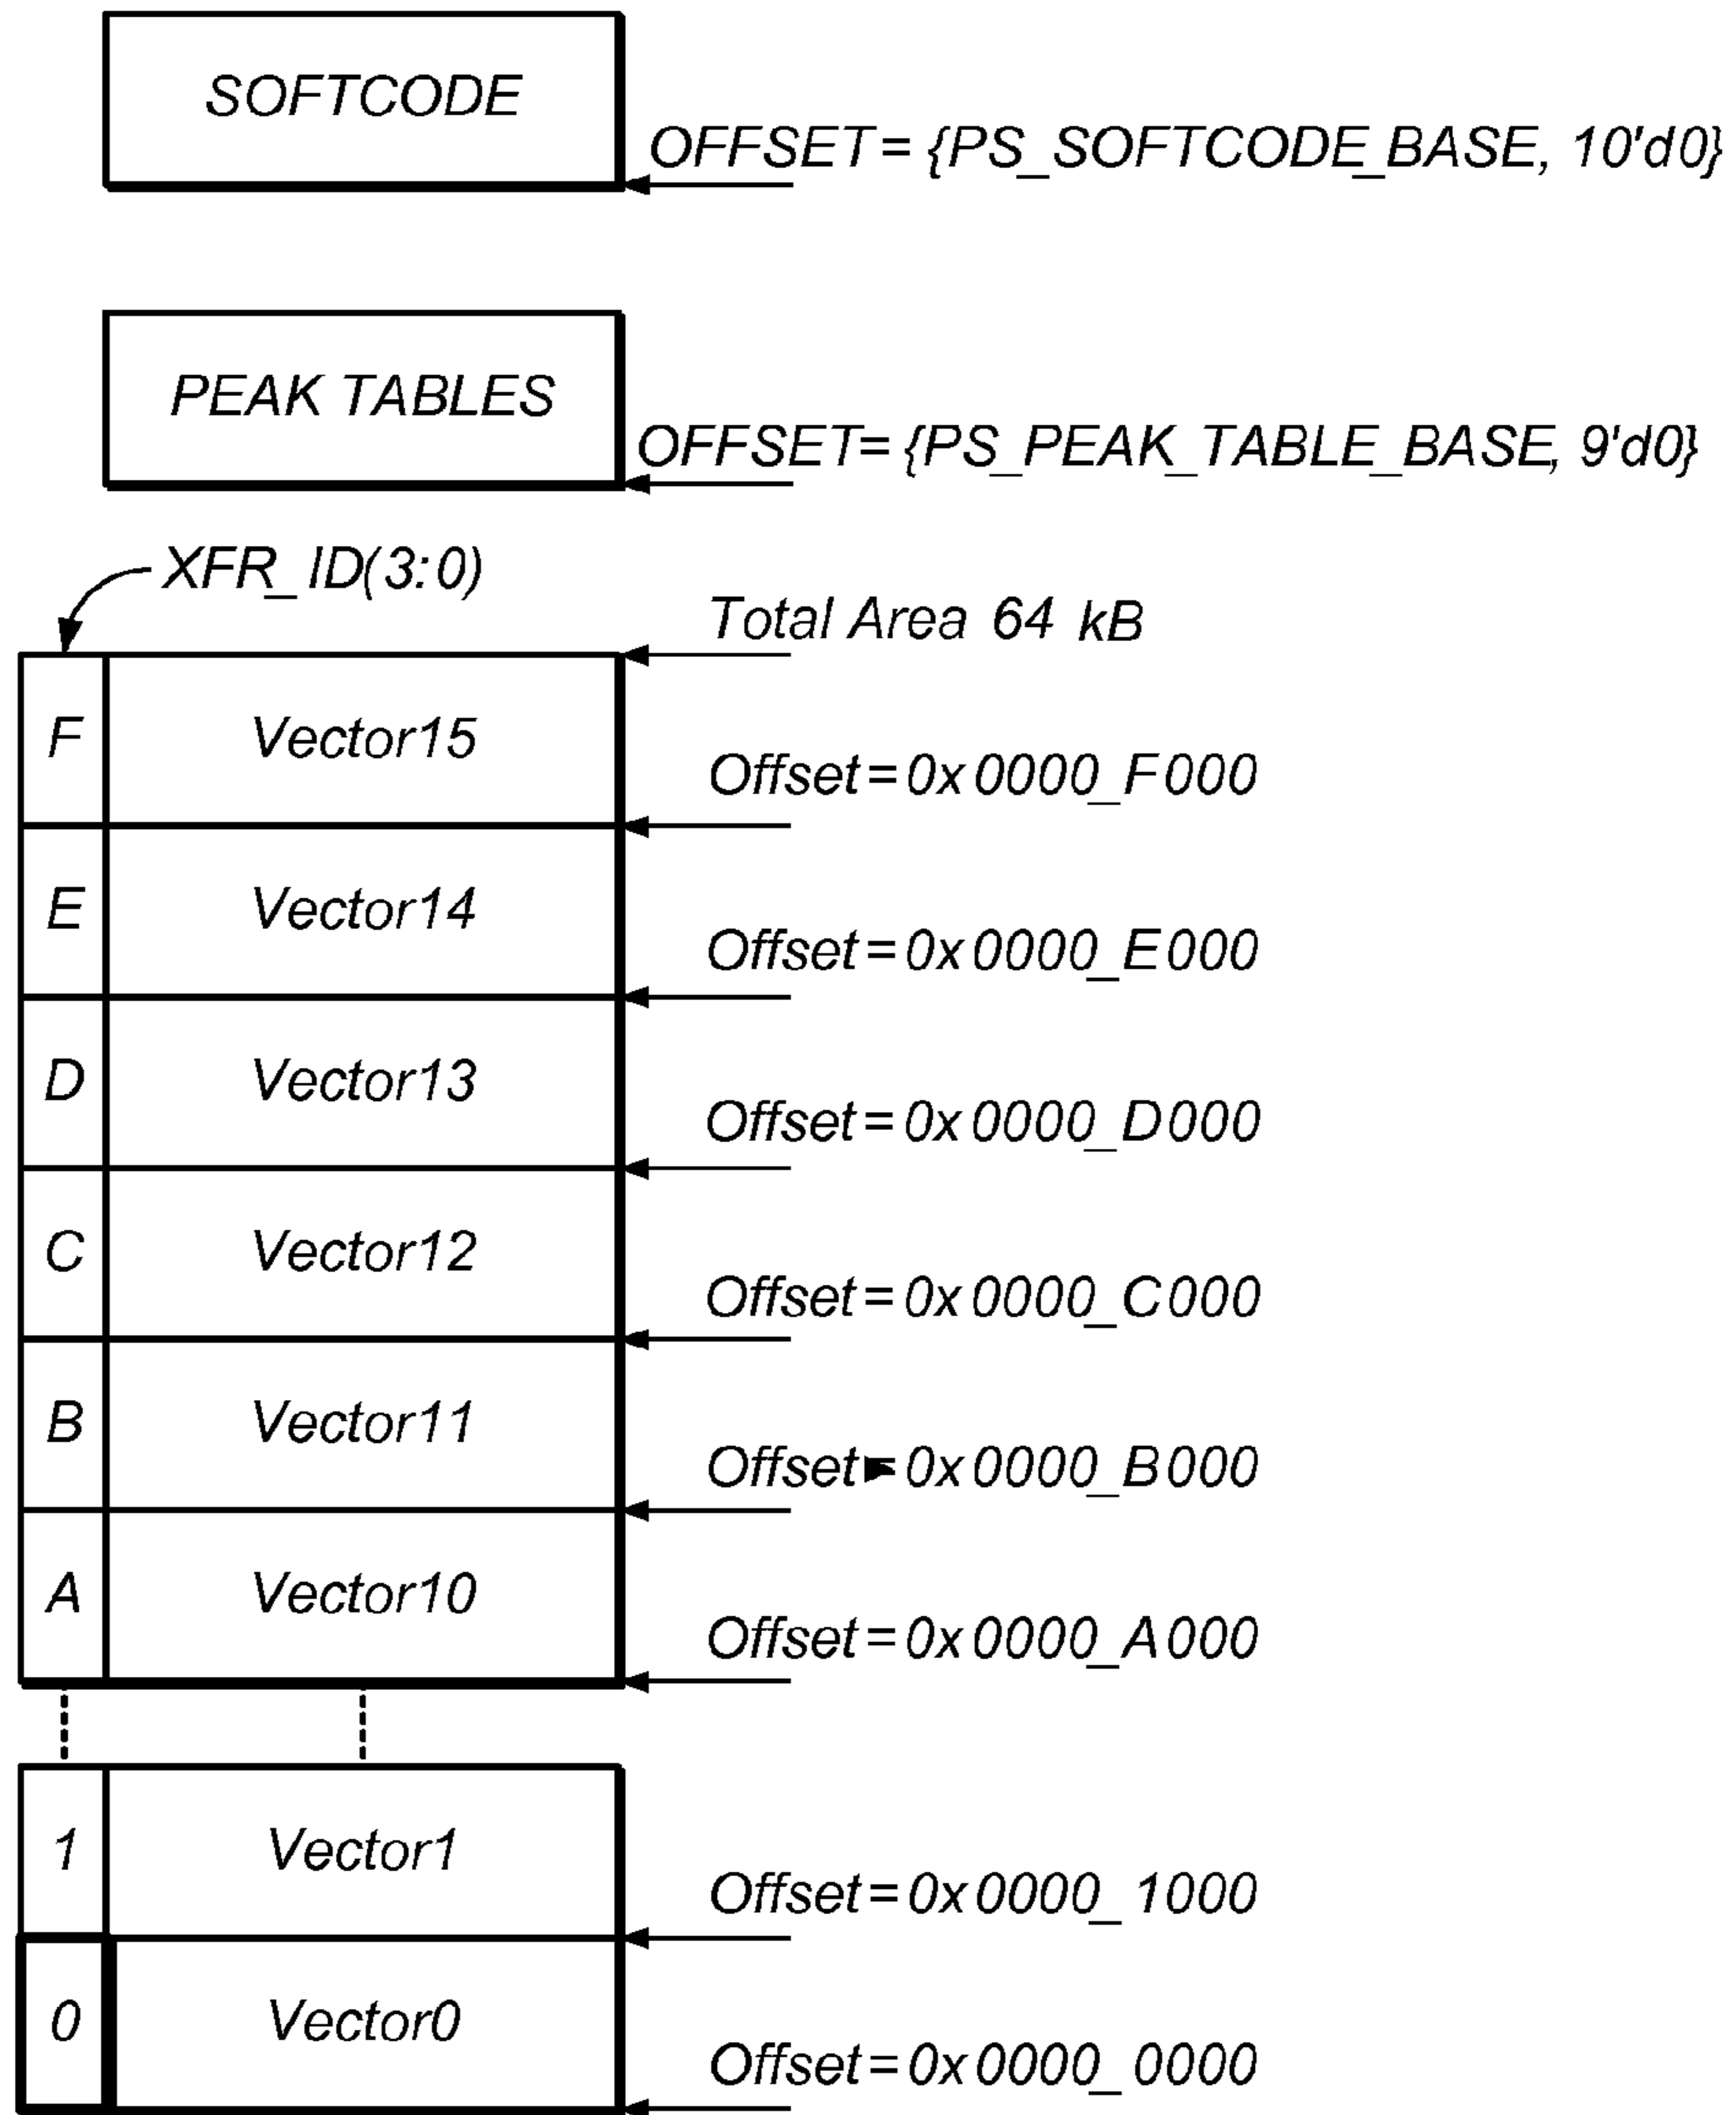 SOFTCODE
OFFSET = {PS_SOFTCODE_BASE, 10'd0}
PEAK TABLES
OFFSET= {PS_PEAK_TABLE_BASE, 9'd0}
XFR_ID(3:0)
Total Area 64 kB
F Vector15
Offset=0x0000_F000
E Vector14
Offset=0x0000_E000
D Vector13
Offset=0x0000_D000
C Vector12
Offset=0x0000_C000
B Vector11
Offset=0x0000_B000
A Vector10
Offset=0x0000_A000
1 Vector1
Offset=0x0000_1000
0 Vector0
Offset=0x0000_0000